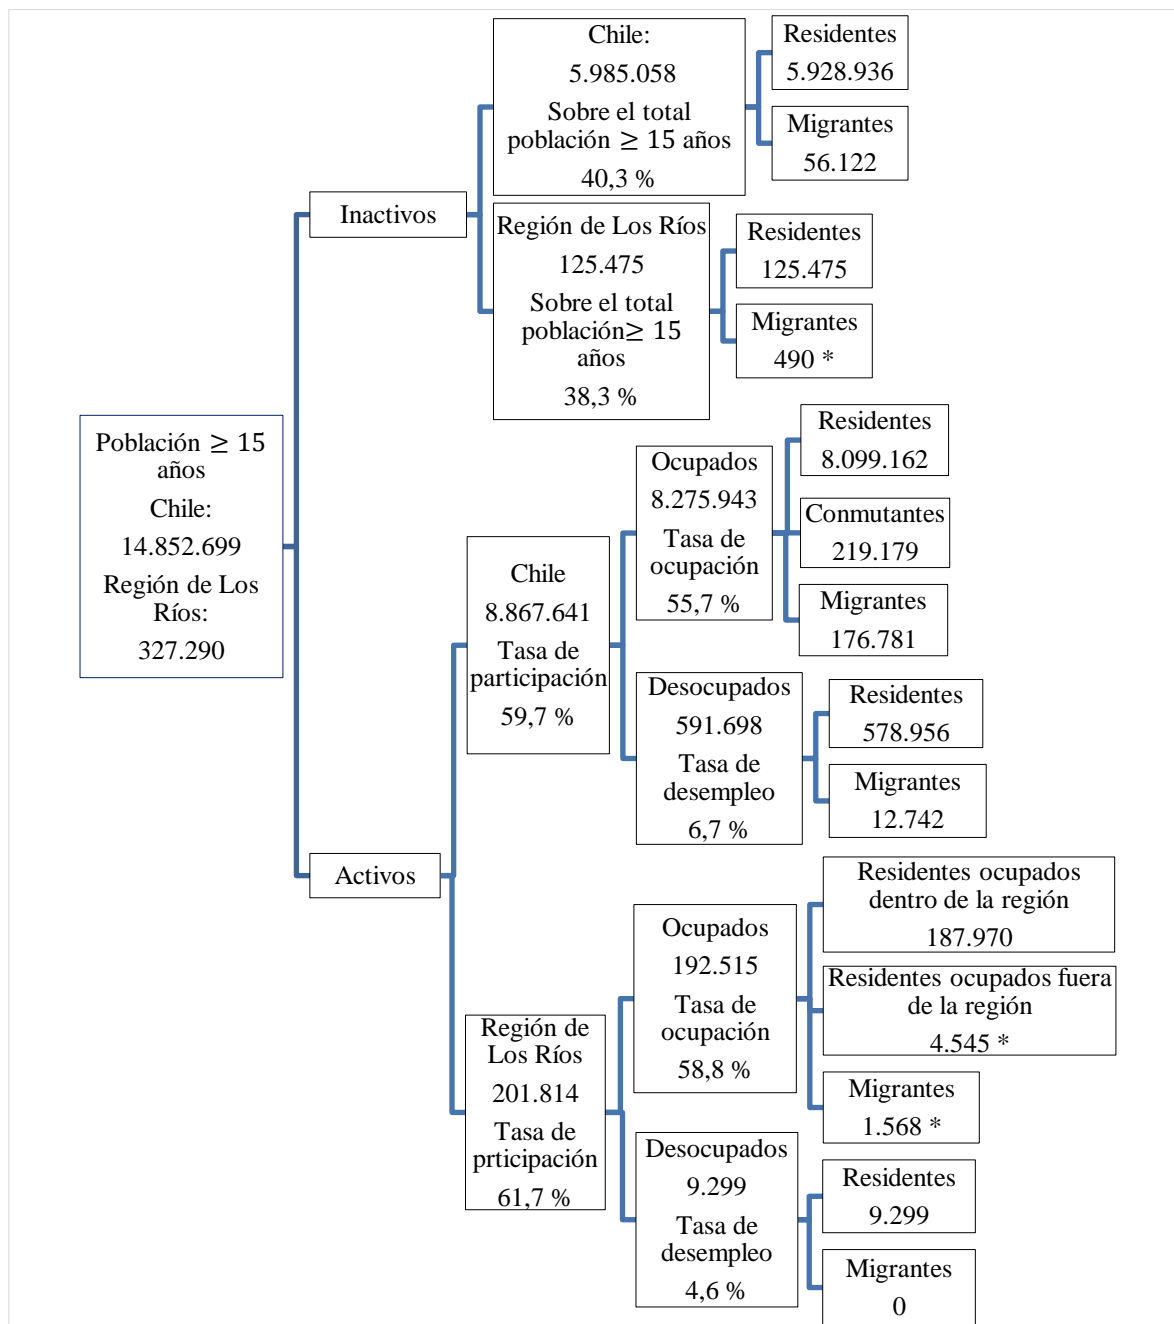 Población ≥ 15
años
Chile:
14.852.699
Región de Los
Ríos:
327.290
Inactivos
Chile:
5.985.058
Sobre el total
población ≥ 15 años
40,3 %
Residentes
5.928.936
Migrantes
56.122
Región de Los Ríos
125.475
Sobre el total
población≥ 15
años
38,3 %
Residentes
125.475
Migrantes
490 *
Activos
Chile
8.867.641
Tasa de
participación
59,7 %
Ocupados
8.275.943
Tasa de
ocupación
55,7 %
Residentes
8.099.162
Conmutantes
219.179
Migrantes
176.781
Desocupados
591.698
Tasa de
desempleo
6,7 %
Residentes
578.956
Migrantes
12.742
Región de
Los Ríos
201.814
Tasa de
prticipación
61,7 %
Ocupados
192.515
Tasa de
ocupación
58,8 %
Residentes ocupados
dentro de la región
187.970
Residentes ocupados fuera
de la región
4.545 *
Migrantes
1.568 *
Desocupados
9.299
Tasa de
desempleo
4,6 %
Residentes
9.299
Migrantes
0